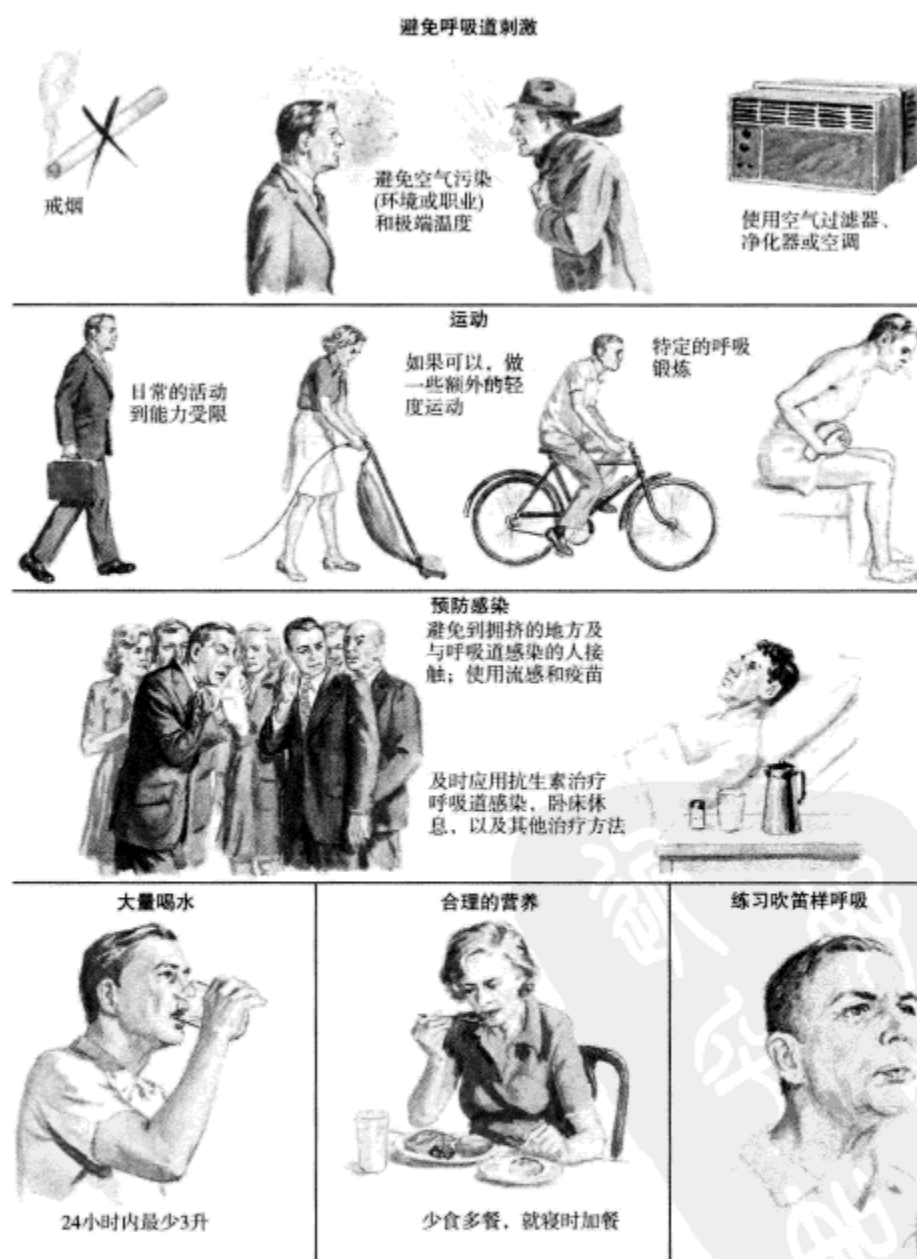 避免呼吸道刺激
戒烟
避免空气污染
(环境或职业)
和极端温度
使用空气过滤器、
净化器或空调
运动
日常的活动
到能力受限
如果可以，做
一些额外的轻
度运动
特定的呼吸
锻炼
预防感染
避免到拥挤的地方及
与呼吸道感染的人接
触；使用流感和疫苗
及时应用抗生素治疗
呼吸道感染，卧床休
息，以及其他治疗方法
大量喝水
24小时内最少3升
合理的营养
少食多餐，就寝时加餐
练习吹笛样呼吸